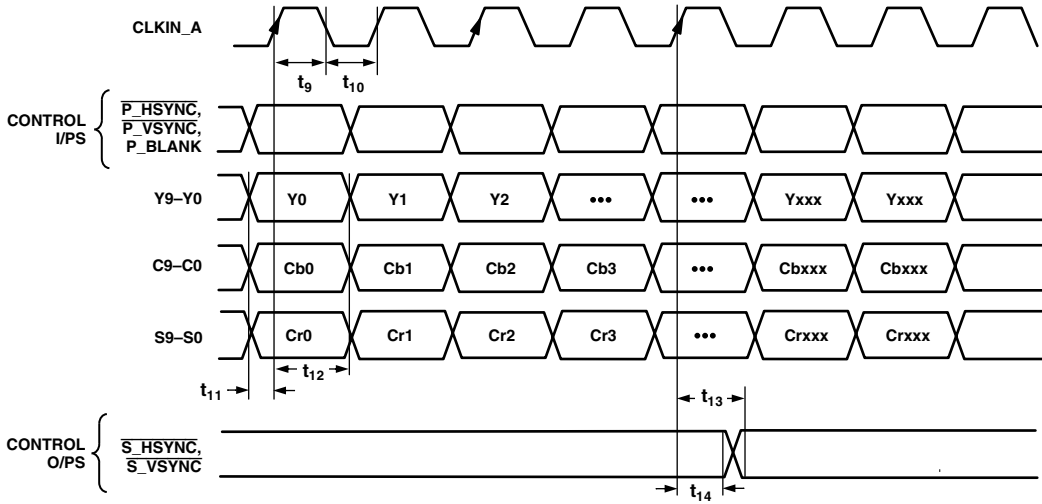 CLKIN_A
t9 t10
CONTROL
I/PS
P_HSYNC,
P_VSYNC,
P_BLANK
Y9–Y0 Y0 Y1 Y2 ••• ••• Yxxx Yxxx
C9–C0 Cb0 Cb1 Cb2 Cb3 ••• Cbxxx Cbxxx
S9–S0 Cr0 Cr1 Cr2 Cr3 ••• Crxxx Crxxx
t11 t12
t13
CONTROL
O/PS
S_HSYNC,
S_VSYNC
t14